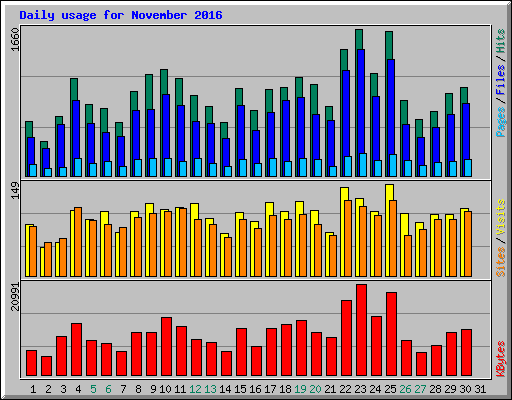 Daily usage for November 2016
1660
Pages / Files / Hits
149
Sites / Visits
20991
KBytes
1 2 3 4 5 6 7 8 9 10 11 12 13 14 15 16 17 18 19 20 21 22 23 24 25 26 27 28 29 30 31